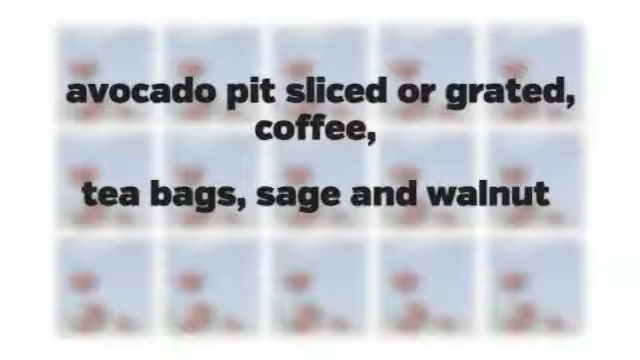 avocado pit sliced or grated,
coffee,
tea bags, sage and walnut